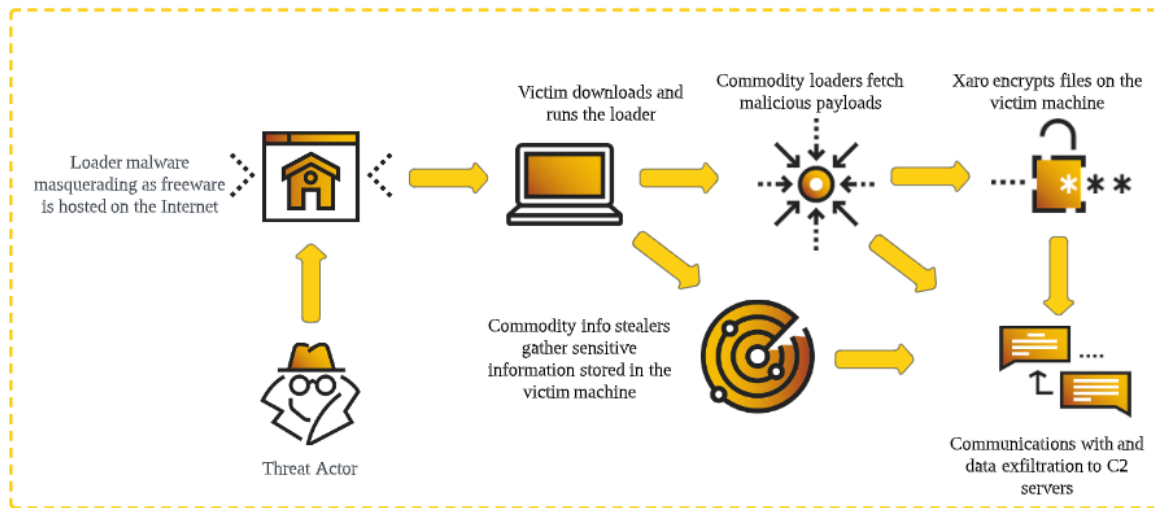 Loader malware
masquerading as freeware
is hosted on the Internet
Victim downloads and
runs the loader
Commodity loaders fetch
malicious payloads
Xaro encrypts files on the
victim machine
Commodity info stealers
gather sensitive
information stored in the
victim machine
Threat Actor
Communications with and
data exfiltration to C2
servers